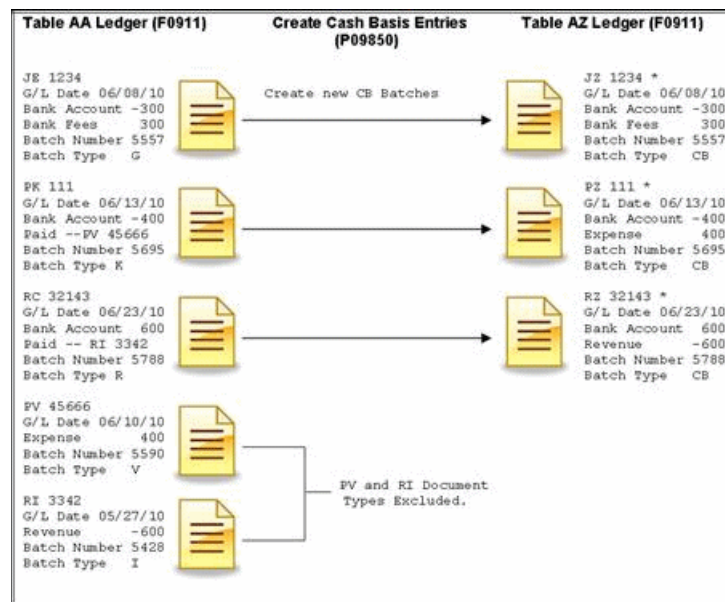 Table AA Ledger (F0911)
Create Cash Basis Entries
(P09850)
Table AZ Ledger (F0911)
JE 1234
G/L Date 06/08/10
Bank Account -300
Bank Fees 300
Batch Number 5557
Batch Type G
Create new CB Batches
JZ 1234 *
G/L Date 06/08/10
Bank Account -300
Bank Fees 300
Batch Number 5557
Batch Type CB
PK 111
G/L Date 06/13/10
Bank Account -400
Paid --PV 45666
Batch Number 5695
Batch Type K
PZ 111 *
G/L Date 06/13/10
Bank Account -400
Expense 400
Batch Number 5695
Batch Type CB
RC 32143
G/L Date 06/23/10
Bank Account 600
Paid -- RI 3342
Batch Number 5788
Batch Type R
RZ 32143 *
G/L Date 06/23/10
Bank Account 600
Revenue -600
Batch Number 5788
Batch Type CB
PV 45666
G/L Date 06/10/10
Expense 400
Batch Number 5590
Batch Type V
PV and RI Document
Types Excluded.
RI 3342
G/L Date 05/27/10
Revenue -600
Batch Number 5428
Batch Type I